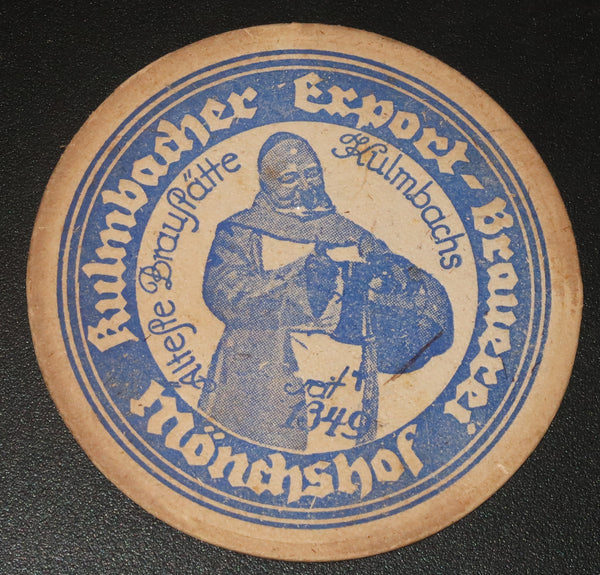 Kulmbacher Export-Brauerei
Mönchshof
Älteste Braustätte Kulmbachs
seit
1349